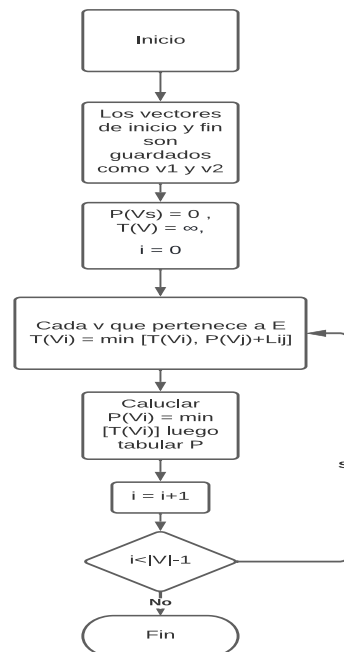 Inicio
Los vectores
de inicio y fin
son
guardados
como v1 y v2
P(Vs) = 0 ,
T(V) = ∞,
i = 0
Cada v que pertenece a E
T(Vi) = min [T(Vi), P(Vj)+Lij]
Caluclar
P(Vi) = min
[T(Vi)] luego
tabular P
i = i+1
i<|V|-1
No
Fin